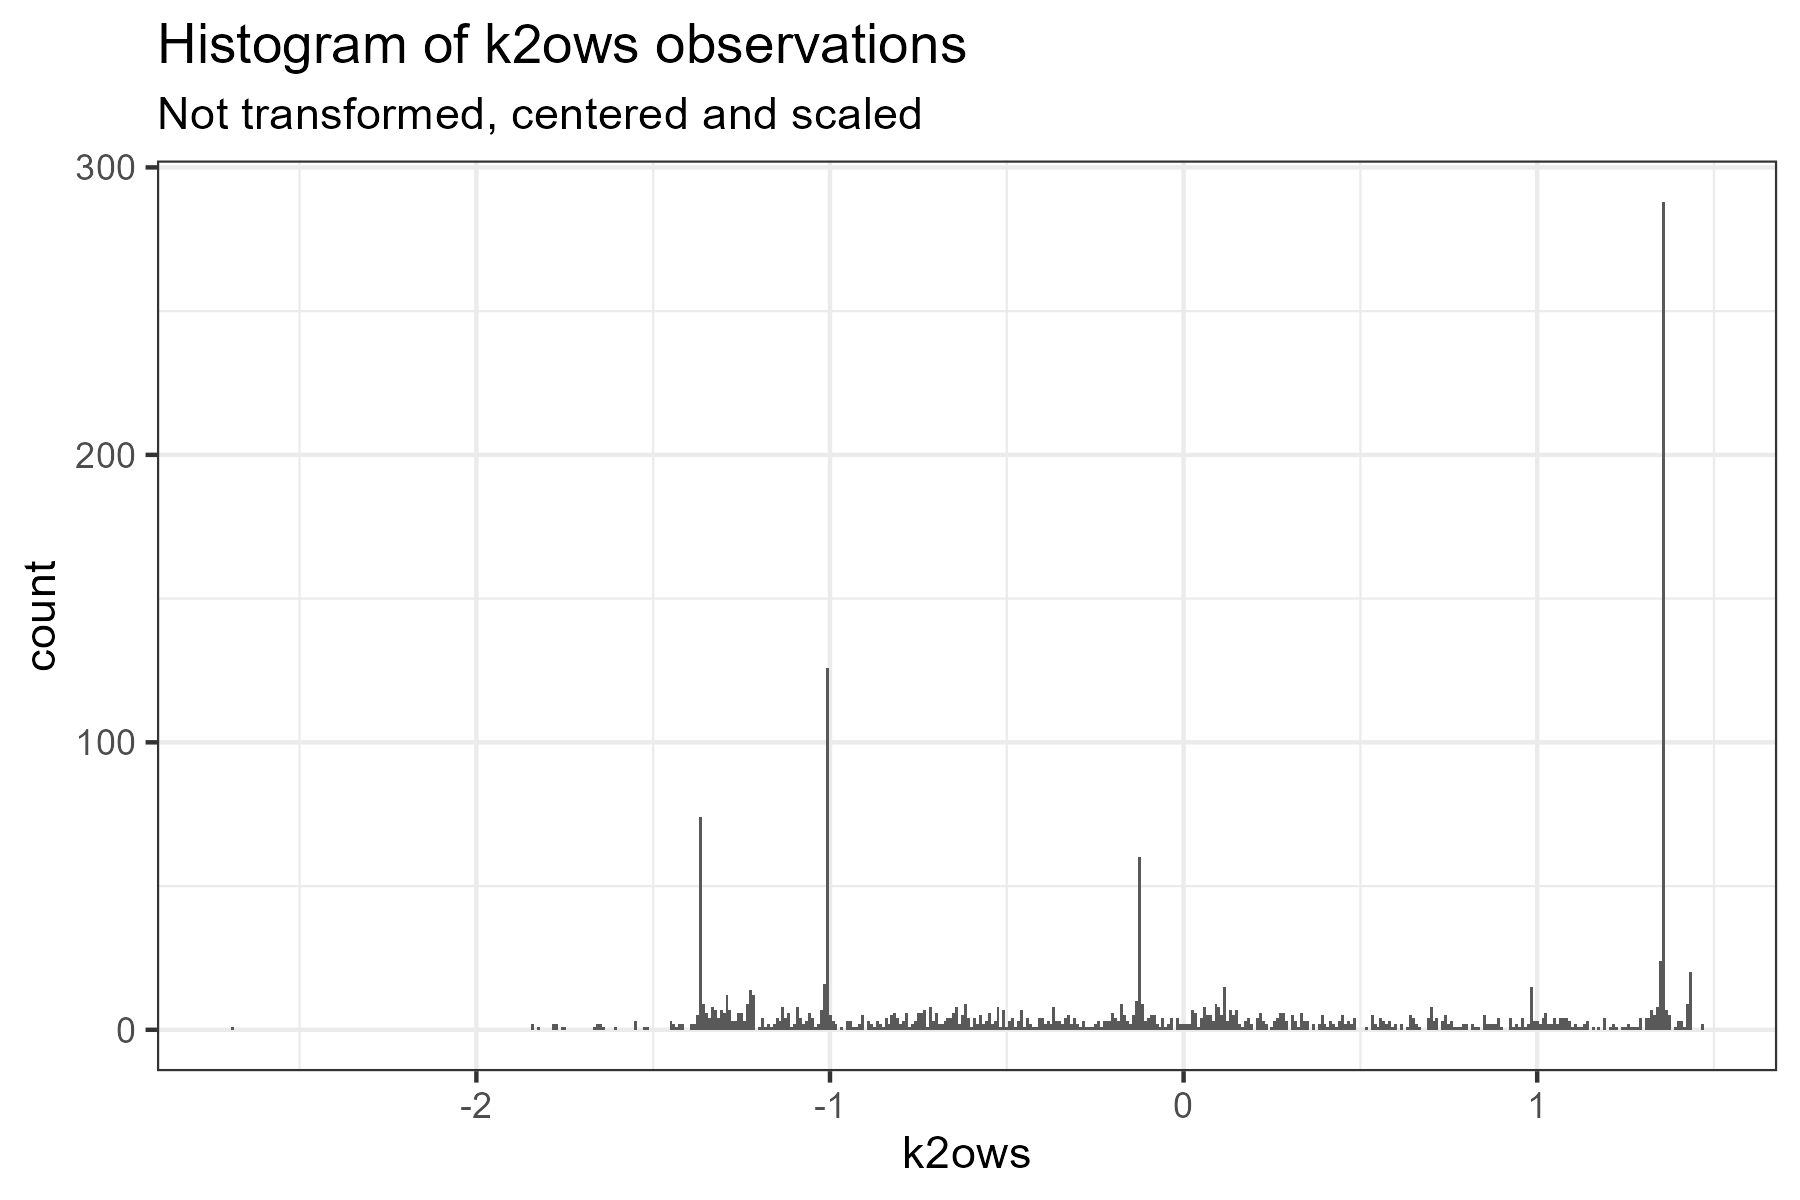 Histogram of k2ows observations
Not transformed, centered and scaled
300
200
100
0
count
-2
-1
0
1
k2ows